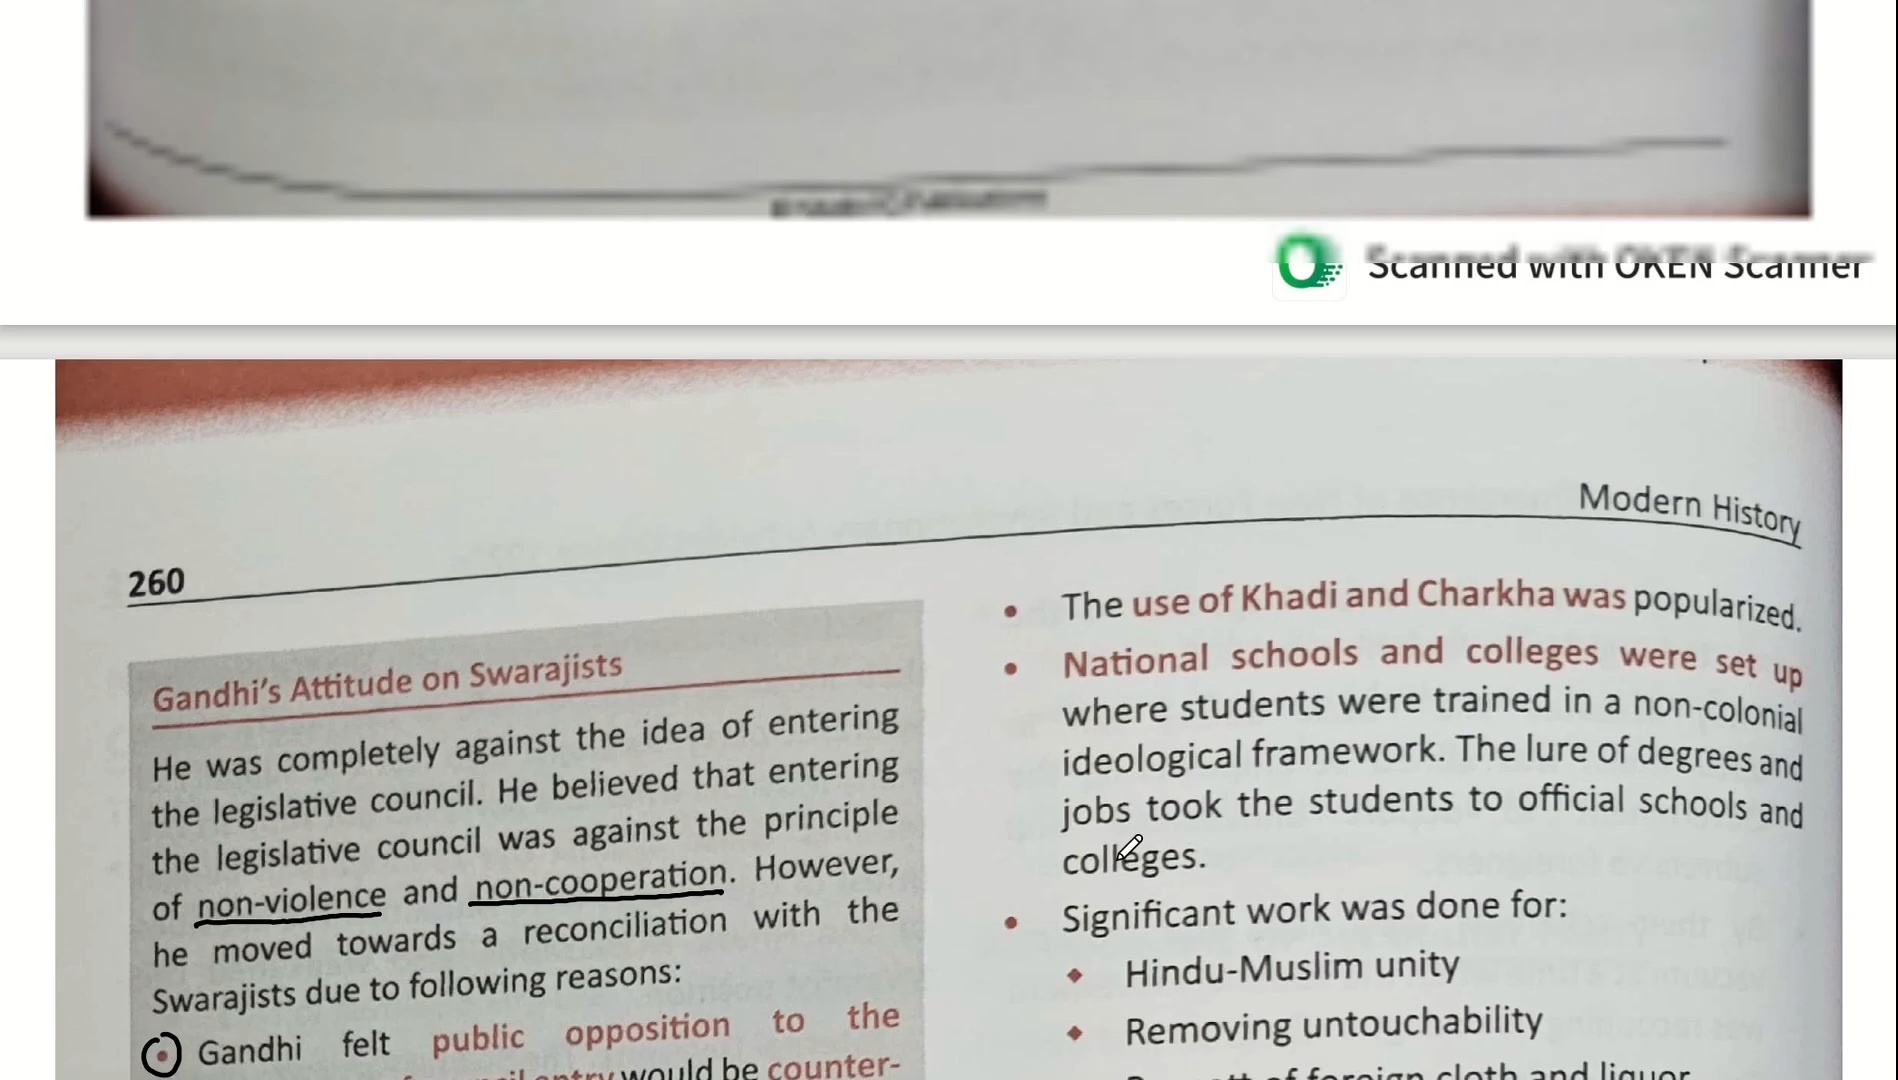 Scanned with OKEN Scanner
Modern History
260
Gandhi's Attitude on Swarajists
He was completely against the idea of entering
the legislative council. He believed that entering
the legislative council was against the principle
of non-violence and non-cooperation. However,
he moved towards a reconciliation with the
Swarajists due to following reasons:
• Gandhi felt public opposition to the
entry would be counter-
• The use of Khadi and Charkha was popularized.
• National schools and colleges were set up
where students were trained in a non-colonial
ideological framework. The lure of degrees and
jobs took the students to official schools and
colleges.
• Significant work was done for:
◆ Hindu-Muslim unity
◆ Removing untouchability
of foreign cloth and liquor